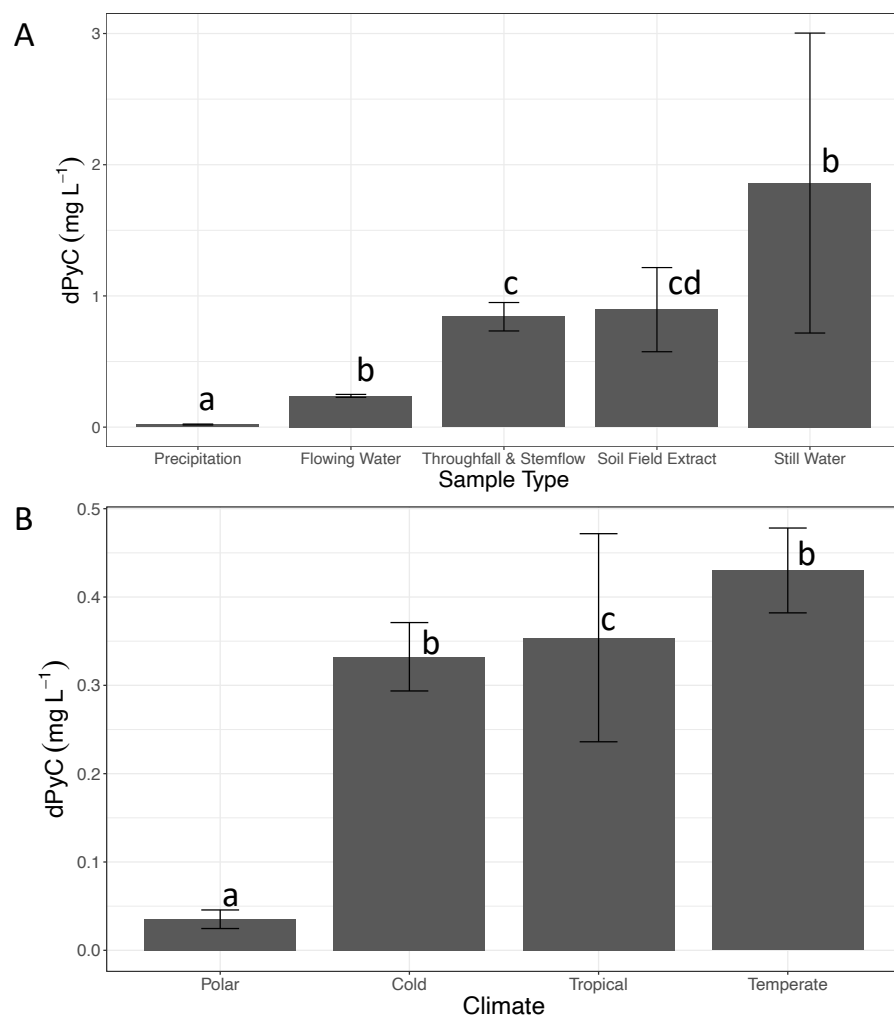 A
3
2
1
0
dPyC (mg L⁻¹)
a
b
c
cd
b
Precipitation Flowing Water Throughfall & Stemflow Soil Field Extract Still Water
Sample Type
B
0.5
0.4
0.3
0.2
0.1
0.0
dPyC (mg L⁻¹)
a
b
c
b
Polar Cold Tropical Temperate
Climate